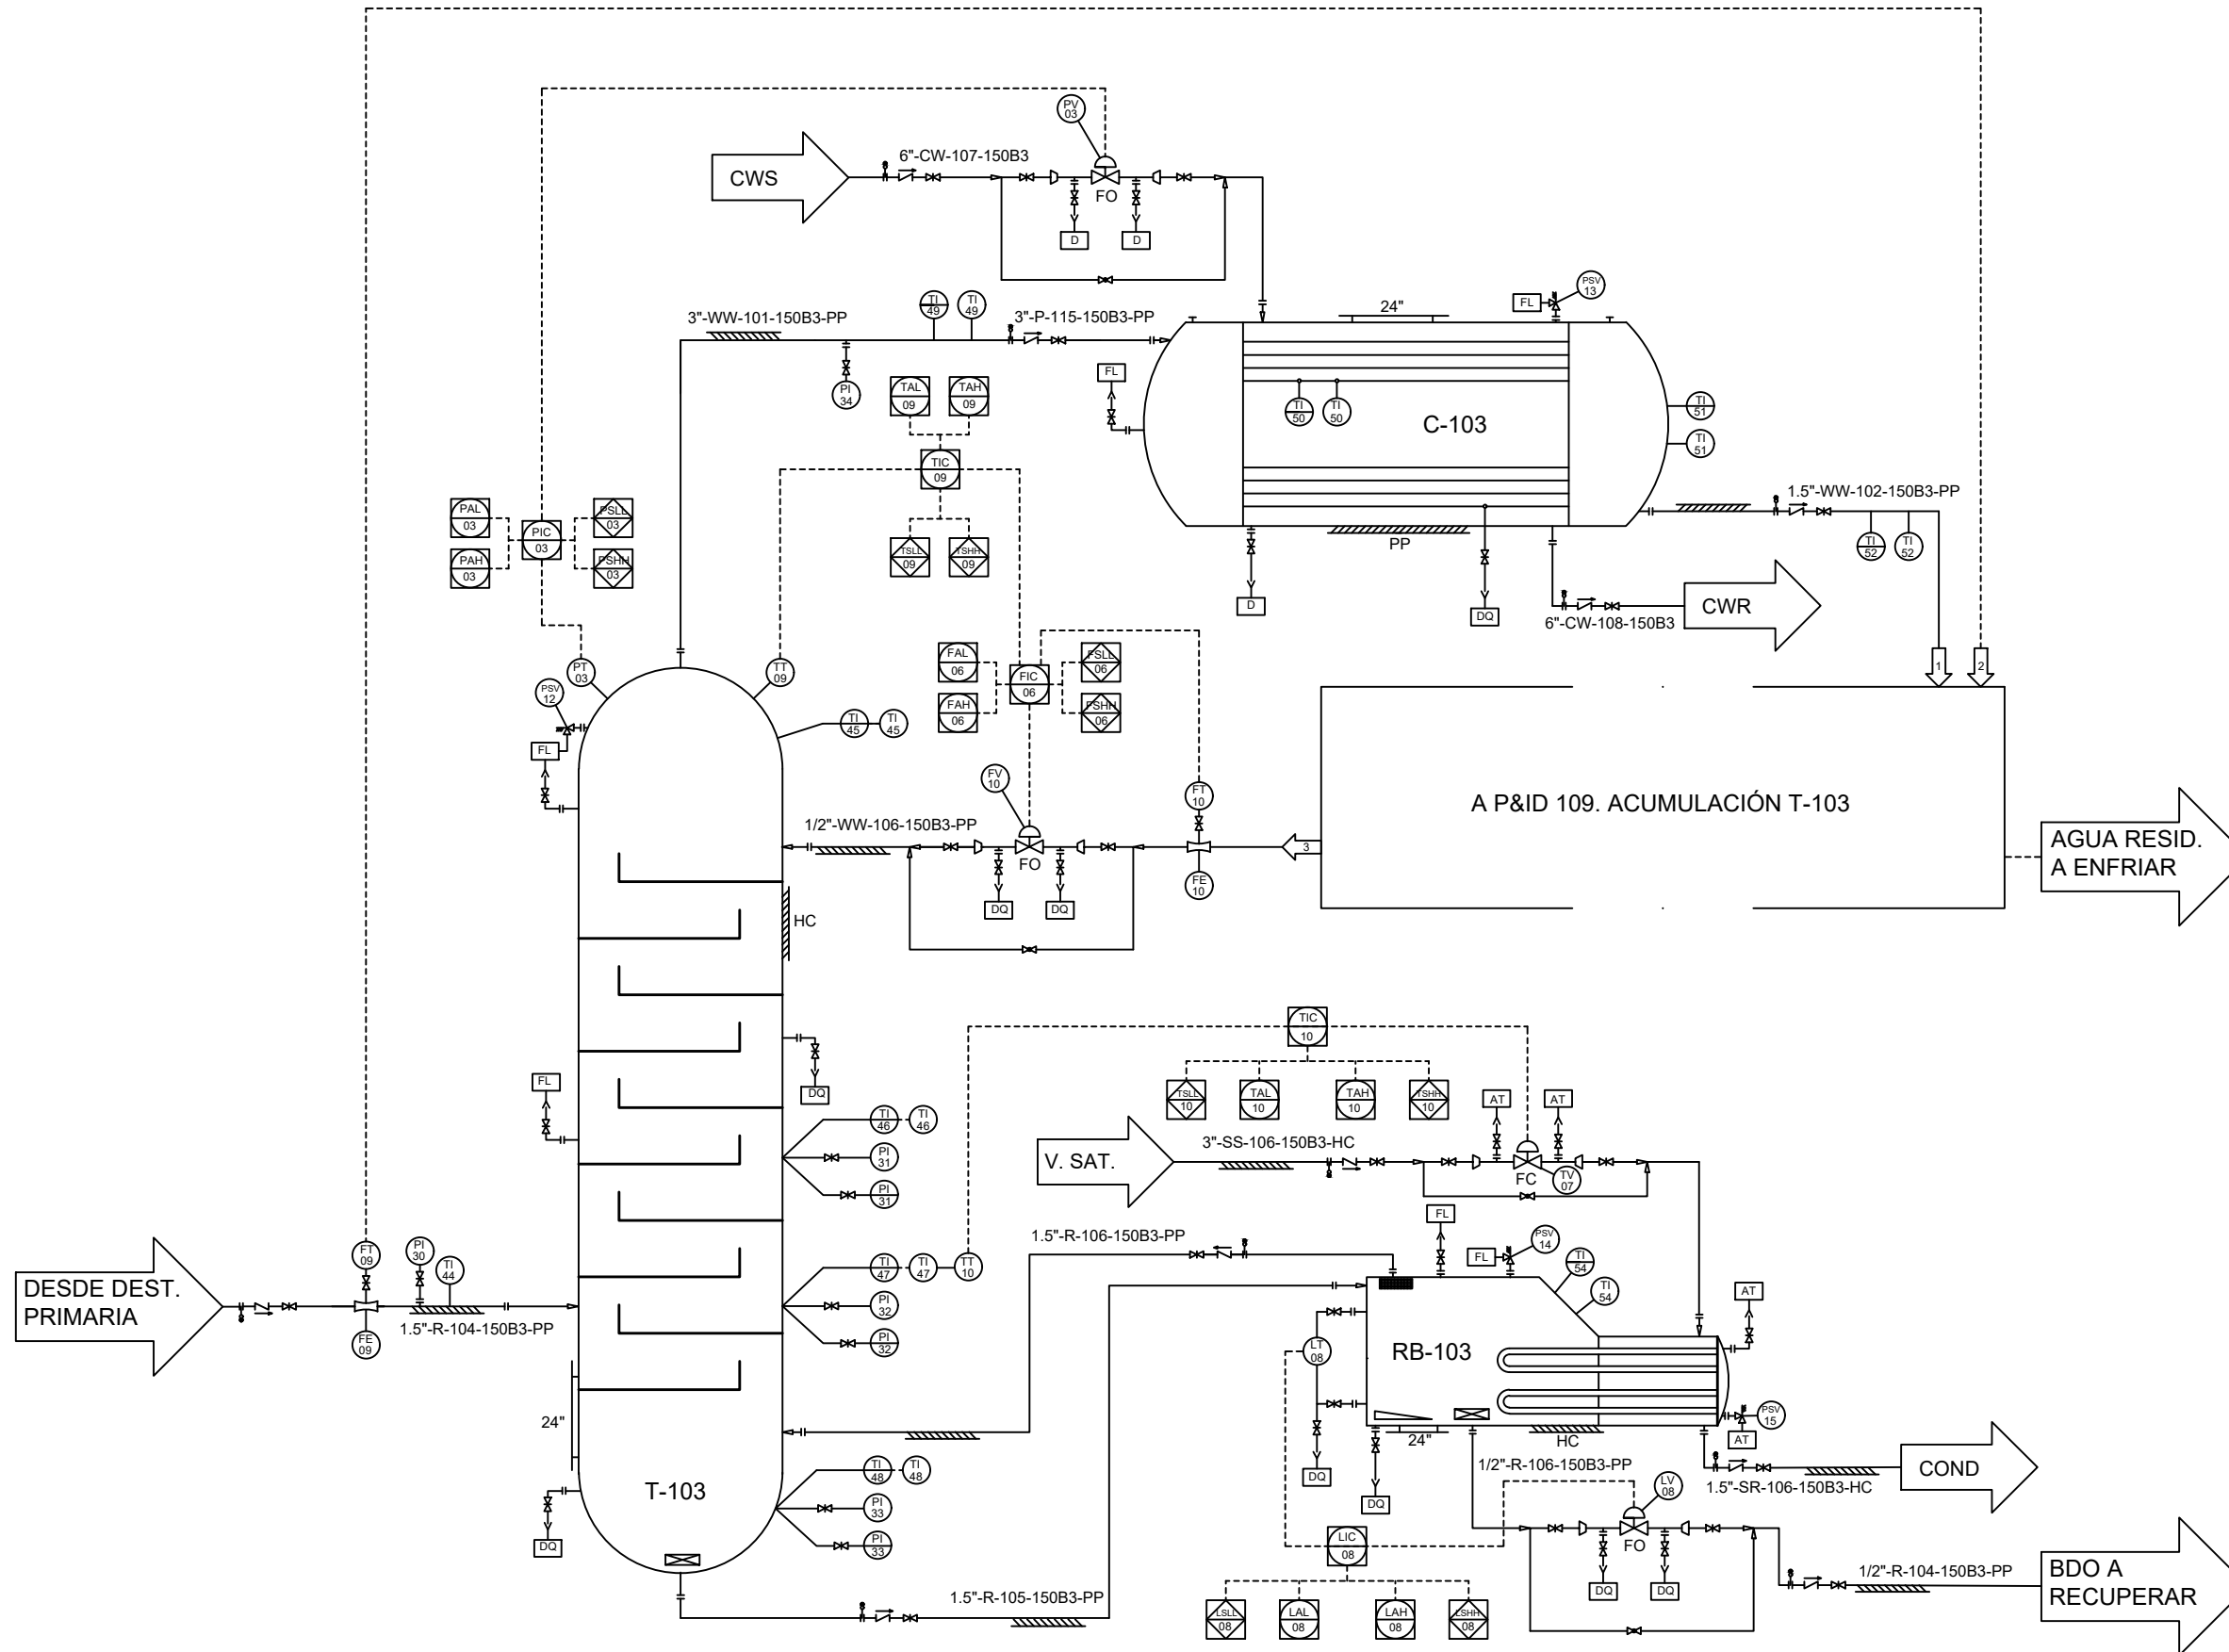 PV
03
CWS
6"-CW-107-150B3
FO
D
D
3"-WW-101-150B3-PP
TI
49
TI
49
3"-P-115-150B3-PP
PI
34
24"
FL
PSV
13
FL
TI
50
TI
50
C-103
TI
51
TI
51
PP
D
DQ
1.5"-WW-102-150B3-PP
TI
52
TI
52
CWR
6"-CW-108-150B3
TAL
09
TAH
09
TIC
09
TSLL
09
TSHH
09
PAL
03
PAH
03
PIC
03
PSLL
03
PSHH
03
PT
03
TT
09
PSV
12
FL
TI
45
TI
45
FAL
06
FAH
06
FIC
06
FSLL
06
FSHH
06
FV
10
FT
10
1/2"-WW-106-150B3-PP
FO
DQ
DQ
FE
10
1
2
3
A P&ID 109. ACUMULACIÓN T-103
AGUA RESID.
A ENFRIAR
HC
DQ
FL
TI
46
TI
46
PI
31
PI
31
TIC
10
TSLL
10
TAL
10
TAH
10
TSHH
10
AT
AT
V. SAT.
3"-SS-106-150B3-HC
FC
TV
07
1.5"-R-106-150B3-PP
TI
47
TI
47
TT
10
PI
32
PI
32
DESDE DEST.
PRIMARIA
FT
09
FE
09
PI
30
TI
44
1.5"-R-104-150B3-PP
FL
FL
PSV
14
TI
54
TI
54
AT
LT
08
RB-103
PSV
15
AT
24"
HC
DQ
DQ
24"
T-103
DQ
TI
48
TI
48
PI
33
PI
33
1.5"-R-105-150B3-PP
1/2"-R-106-150B3-PP
1.5"-SR-106-150B3-HC
COND
LV
08
FO
DQ
DQ
LIC
08
LSLL
08
LAL
08
LAH
08
LSHH
08
1/2"-R-104-150B3-PP
BDO A
RECUPERAR